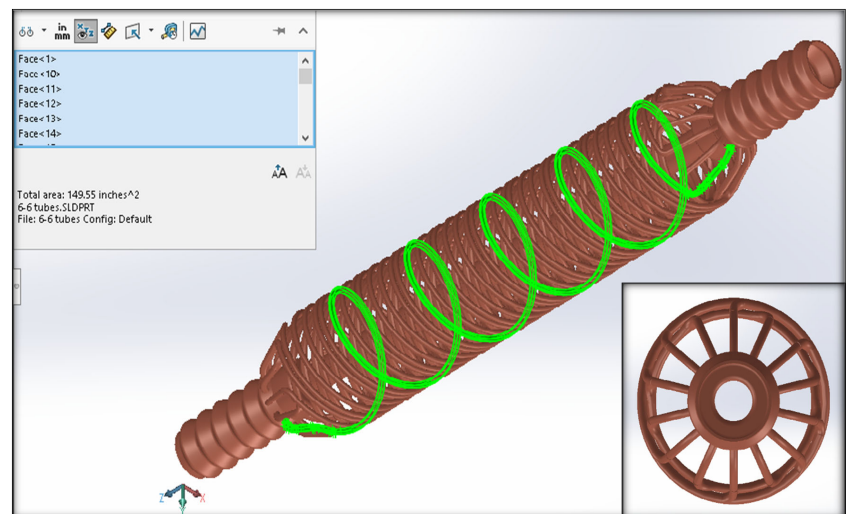 in
mm
Face<1>
Face<10>
Face<11>
Face<12>
Face<13>
Face<14>
Total area: 149.55 inches^2
6-6 tubes.SLDPRT
File: 6-6 tubes Config: Default
Z
X
Y